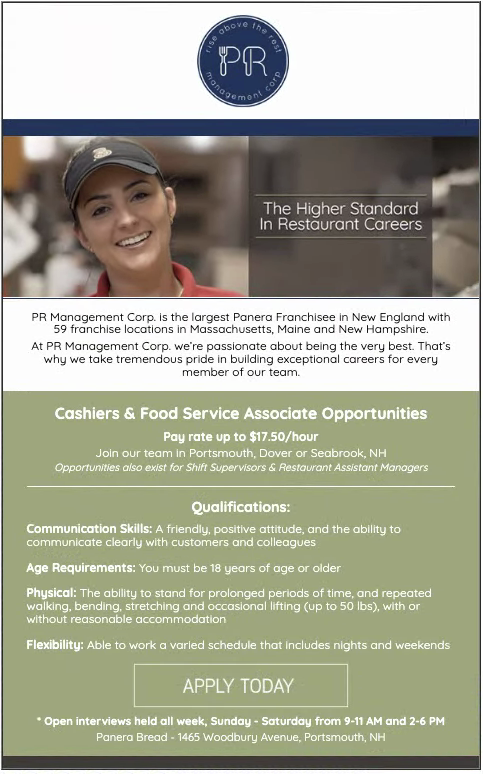 rise above the rest
PR
management corp
The Higher Standard
In Restaurant Careers
PR Management Corp. is the largest Panera Franchisee in New England with
59 franchise locations in Massachusetts, Maine and New Hampshire.
At PR Management Corp. we're passionate about being the very best. That's
why we take tremendous pride in building exceptional careers for every
member of our team.
Cashiers & Food Service Associate Opportunities
Pay rate up to $17.50/hour
Join our team in Portsmouth, Dover or Seabrook, NH
Opportunities also exist for Shift Supervisors & Restaurant Assistant Managers
Qualifications:
Communication Skills: A friendly, positive attitude, and the ability to
communicate clearly with customers and colleagues
Age Requirements: You must be 18 years of age or older
Physical: The ability to stand for prolonged periods of time, and repeated
walking, bending, stretching and occasional lifting (up to 50 lbs), with or
without reasonable accommodation
Flexibility: Able to work a varied schedule that includes nights and weekends
APPLY TODAY
* Open interviews held all week, Sunday - Saturday from 9-11 AM and 2-6 PM
Panera Bread - 1465 Woodbury Avenue, Portsmouth, NH